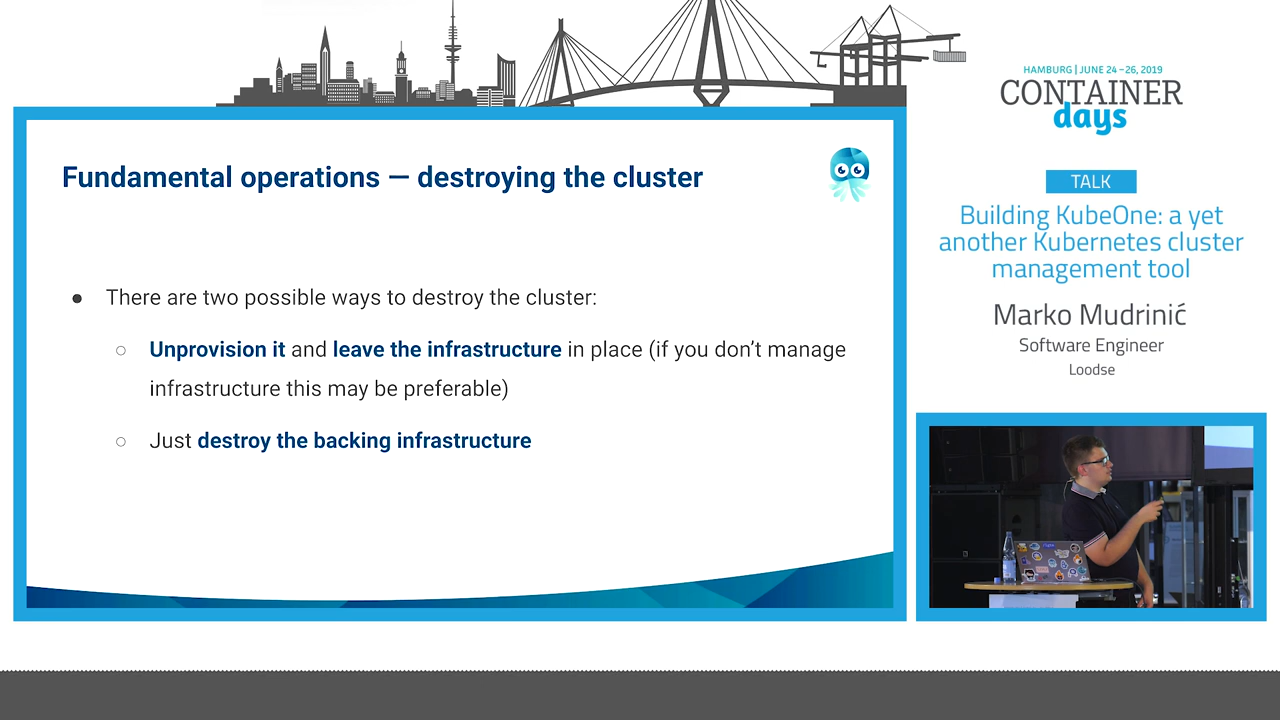 HAMBURG | JUNE 24 – 26, 2019
CONTAINER
days
Fundamental operations — destroying the cluster
● There are two possible ways to destroy the cluster:
○ Unprovision it and leave the infrastructure in place (if you don’t manage
infrastructure this may be preferable)
○ Just destroy the backing infrastructure
TALK
Building KubeOne: a yet
another Kubernetes cluster
management tool
Marko Mudrinić
Software Engineer
Loodse